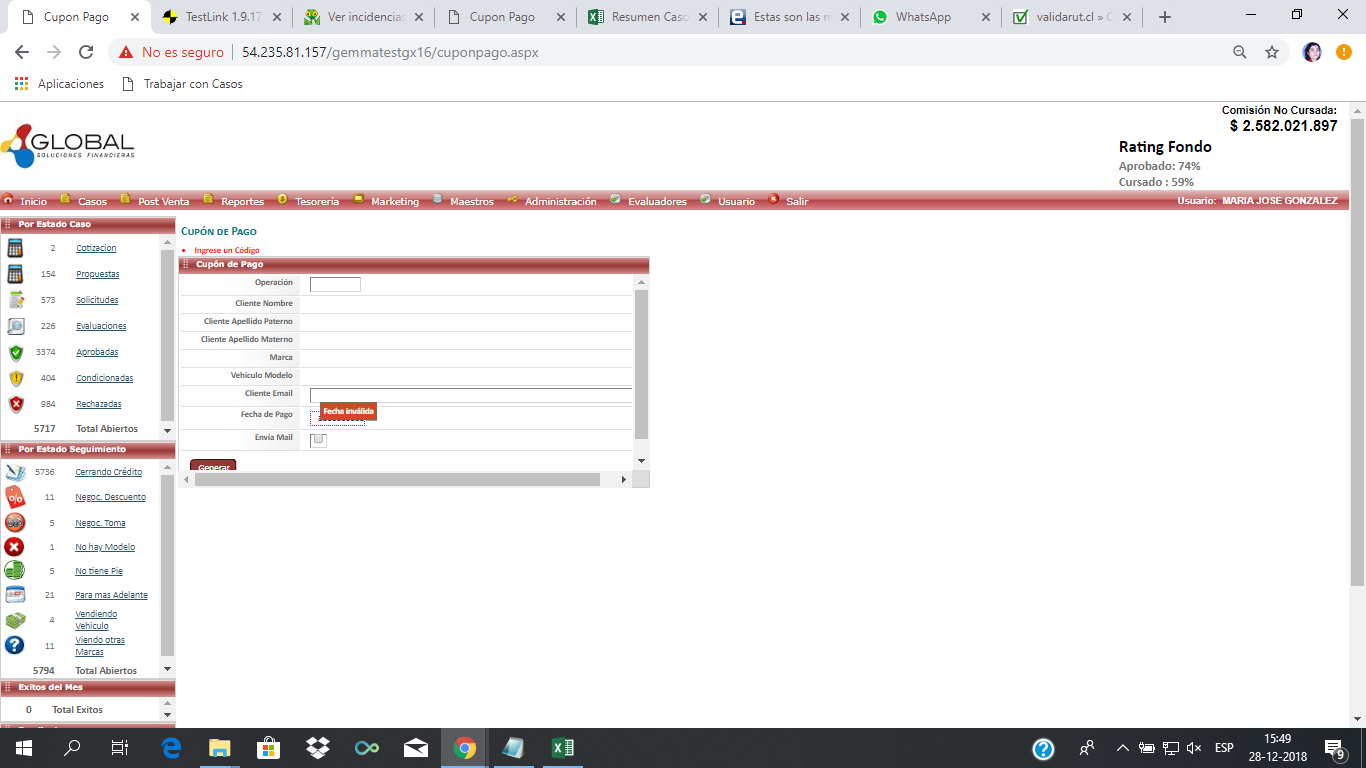 Cupon Pago
TestLink 1.9.17
Ver incidencias
Cupon Pago
Resumen Caso
Estas son las m
WhatsApp
validarut.cl » C
No es seguro
54.235.81.157/gemmatestgx16/cuponpago.aspx
Aplicaciones
Trabajar con Casos
GLOBAL
SOLUCIONES FINANCIERAS
Comisión No Cursada:
$ 2.582.021.897
Rating Fondo
Aprobado: 74%
Cursado : 59%
Inicio Casos Post Venta Reportes Tesorería Marketing Maestros Administración Evaluadores Usuario Salir
Usuario: MARIA JOSE GONZALEZ
Por Estado Caso
2 Cotizacion
154 Propuestas
573 Solicitudes
226 Evaluaciones
3374 Aprobadas
404 Condicionadas
984 Rechazadas
5717 Total Abiertos
Por Estado Seguimiento
5736 Cerrando Crédito
11 Negoc. Descuento
5 Negoc. Toma
1 No hay Modelo
5 No tiene Pie
21 Para mas Adelante
4 Vendiendo
Vehiculo
11 Viendo otras
Marcas
5794 Total Abiertos
Exitos del Mes
0 Total Exitos
Cupón de Pago
Ingrese un Código
Cupón de Pago
Operación
Cliente Nombre
Cliente Apellido Paterno
Cliente Apellido Materno
Marca
Vehiculo Modelo
Cliente Email
Fecha de Pago
Fecha inválida
Envia Mail
Generar
ESP
15:49
28-12-2018
9